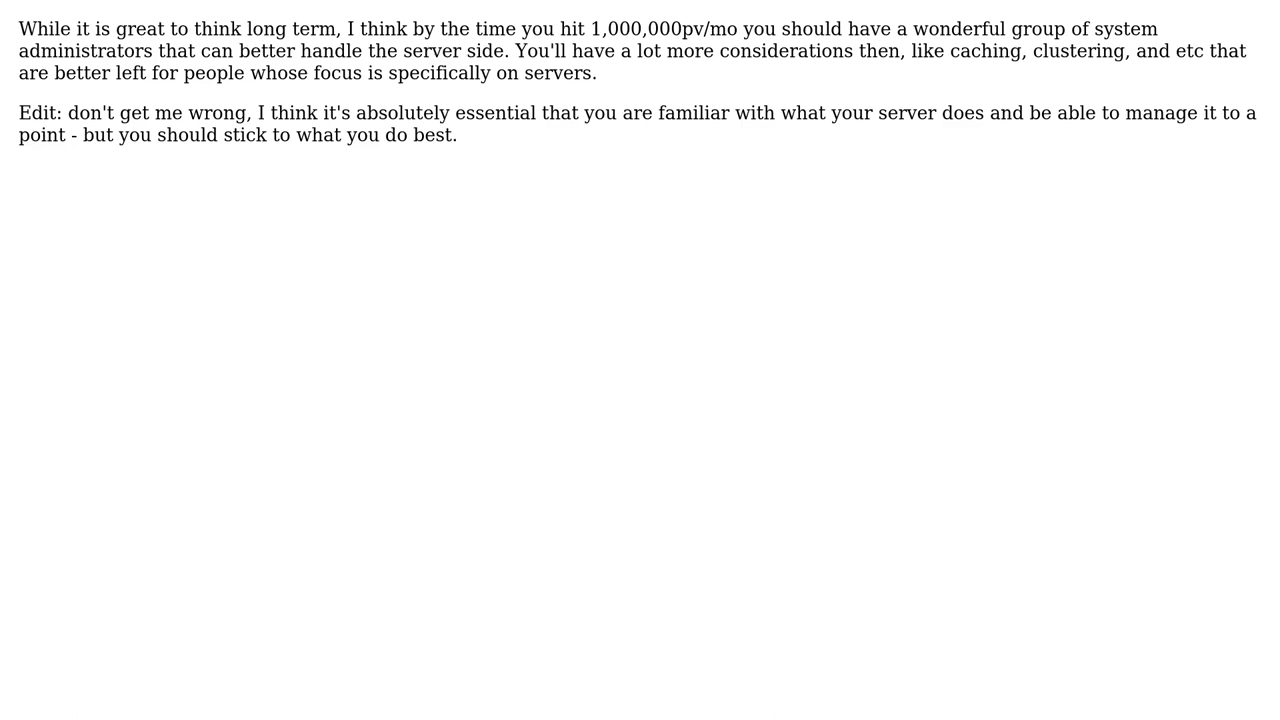 While it is great to think long term, I think by the time you hit 1,000,000pv/mo you should have a wonderful group of system
administrators that can better handle the server side. You'll have a lot more considerations then, like caching, clustering, and etc that
are better left for people whose focus is specifically on servers.
Edit: don't get me wrong, I think it's absolutely essential that you are familiar with what your server does and be able to manage it to a
point - but you should stick to what you do best.